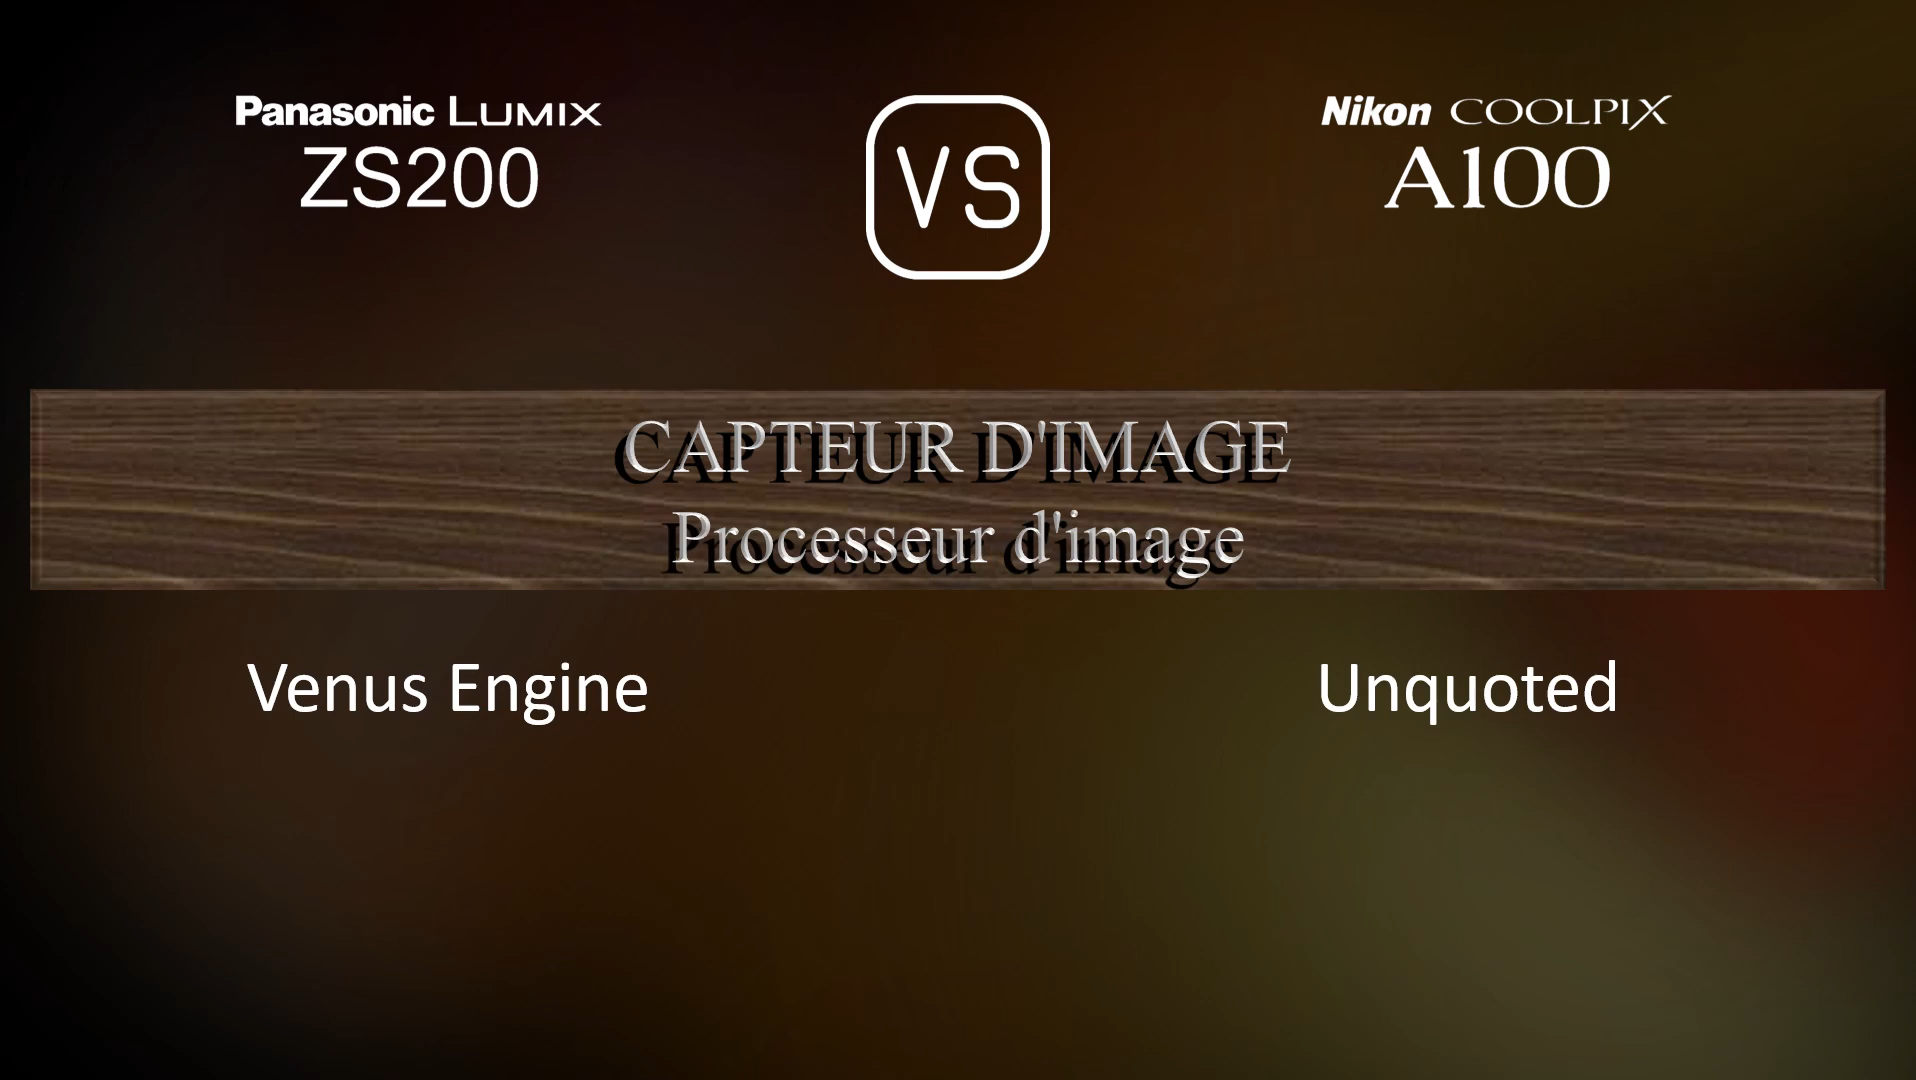 Panasonic LUMIX
ZS200
VS
Nikon COOLPIX
A100
CAPTEUR D'IMAGE
Processeur d'image
Venus Engine
Unquoted